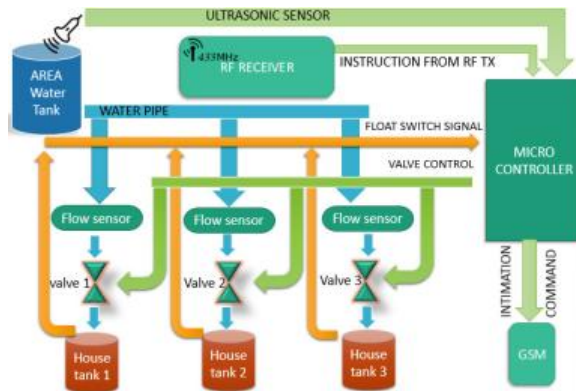 ULTRASONIC SENSOR
433MHz
RF RECEIVER
INSTRUCTION FROM RF TX
AREA
Water
Tank
WATER PIPE
FLOAT SWITCH SIGNAL
MICRO
CONTROLLER
VALVE CONTROL
Flow sensor
Flow sensor
Flow sensor
valve 1
Valve 2
Valve 3
INTIMATION
COMMAND
House
tank 1
House
tank 2
House
tank 3
GSM